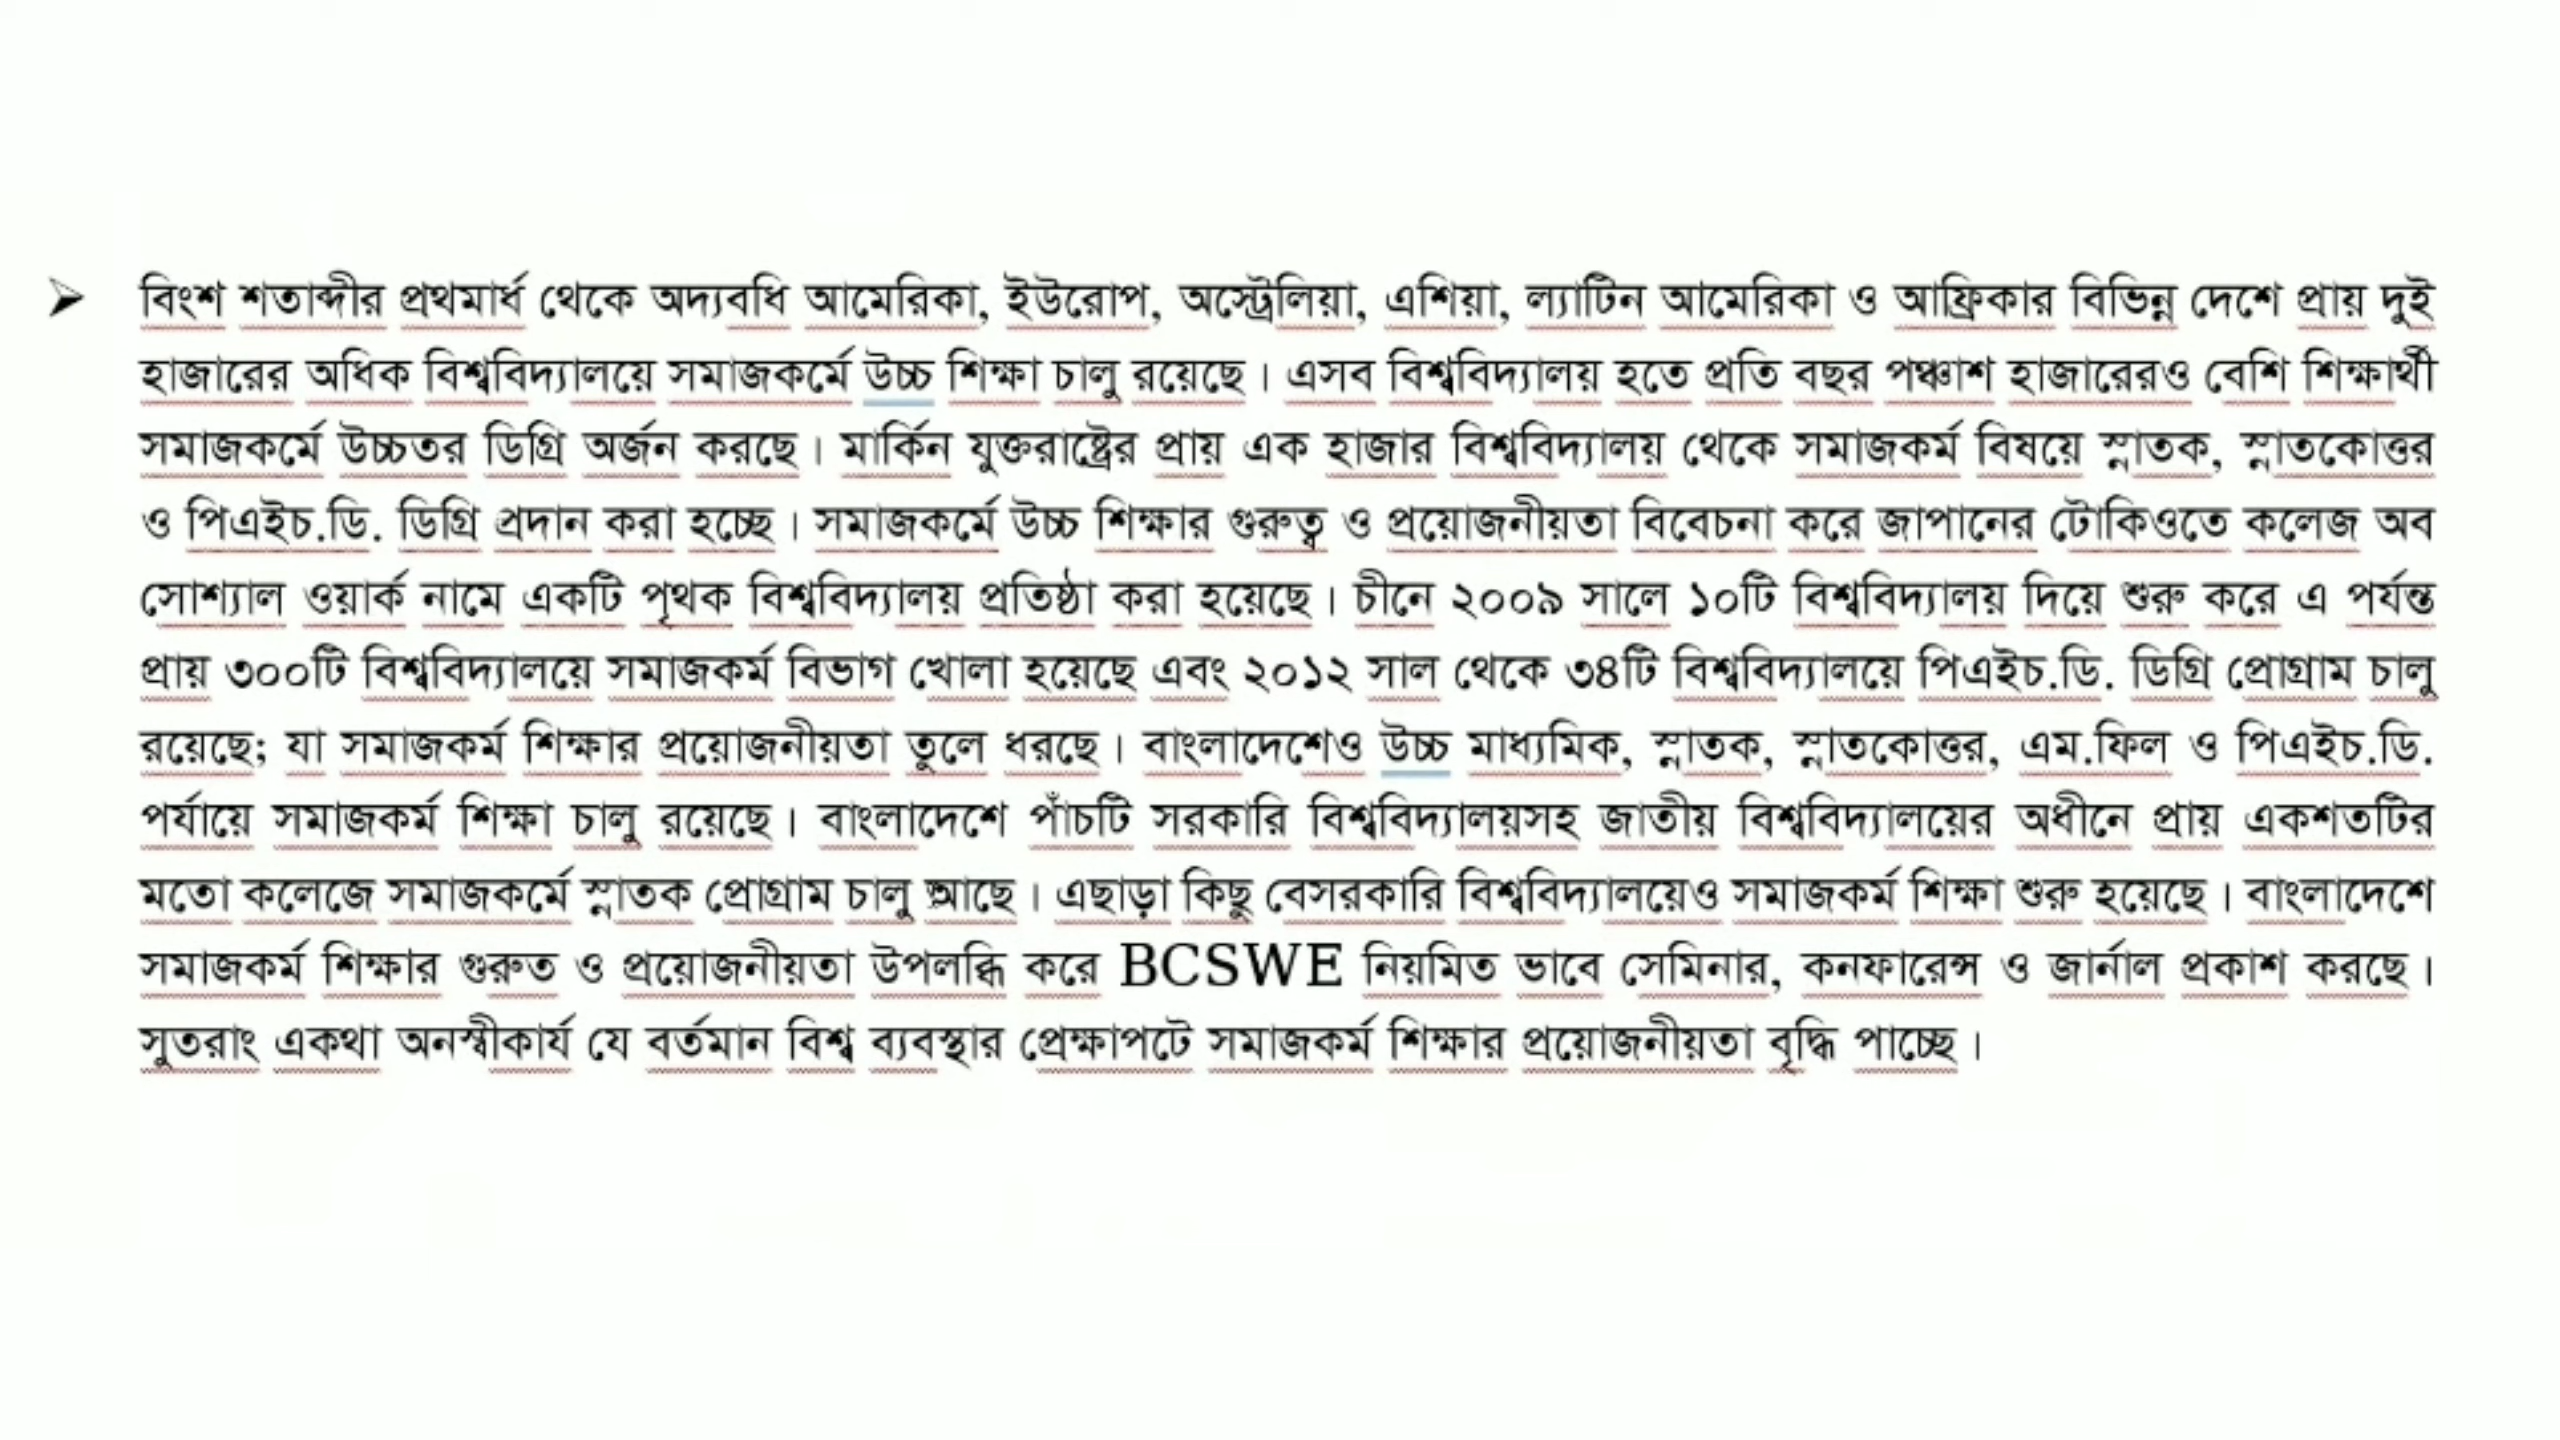 ➢ বিংশ শতাব্দীর প্রথমার্ধ থেকে অদ্যবধি আমেরিকা, ইউরোপ, অস্ট্রেলিয়া, এশিয়া, ল্যাটিন আমেরিকা ও আফ্রিকার বিভিন্ন দেশে প্রায় দুই
হাজারের অধিক বিশ্ববিদ্যালয়ে সমাজকর্মে উচ্চ শিক্ষা চালু রয়েছে। এসব বিশ্ববিদ্যালয় হতে প্রতি বছর পঞ্চাশ হাজারেরও বেশি শিক্ষার্থী
সমাজকর্মে উচ্চতর ডিগ্রি অর্জন করছে। মার্কিন যুক্তরাষ্ট্রের প্রায় এক হাজার বিশ্ববিদ্যালয় থেকে সমাজকর্ম বিষয়ে স্নাতক, স্নাতকোত্তর
ও পিএইচ.ডি. ডিগ্রি প্রদান করা হচ্ছে। সমাজকর্মে উচ্চ শিক্ষার গুরুত্ব ও প্রয়োজনীয়তা বিবেচনা করে জাপানের টোকিওতে কলেজ অব
সোশ্যাল ওয়ার্ক নামে একটি পৃথক বিশ্ববিদ্যালয় প্রতিষ্ঠা করা হয়েছে। চীনে ২০০৯ সালে ১০টি বিশ্ববিদ্যালয় দিয়ে শুরু করে এ পর্যন্ত
প্রায় ৩০০টি বিশ্ববিদ্যালয়ে সমাজকর্ম বিভাগ খোলা হয়েছে এবং ২০১২ সাল থেকে ৩৪টি বিশ্ববিদ্যালয়ে পিএইচ.ডি. ডিগ্রি প্রোগ্রাম চালু
রয়েছে; যা সমাজকর্ম শিক্ষার প্রয়োজনীয়তা তুলে ধরছে। বাংলাদেশেও উচ্চ মাধ্যমিক, স্নাতক, স্নাতকোত্তর, এম.ফিল ও পিএইচ.ডি.
পর্যায়ে সমাজকর্ম শিক্ষা চালু রয়েছে। বাংলাদেশে পাঁচটি সরকারি বিশ্ববিদ্যালয়সহ জাতীয় বিশ্ববিদ্যালয়ের অধীনে প্রায় একশতটির
মতো কলেজে সমাজকর্মে স্নাতক প্রোগ্রাম চালু আছে। এছাড়া কিছু বেসরকারি বিশ্ববিদ্যালয়েও সমাজকর্ম শিক্ষা শুরু হয়েছে। বাংলাদেশে
সমাজকর্ম শিক্ষার গুরুত ও প্রয়োজনীয়তা উপলব্ধি করে BCSWE নিয়মিত ভাবে সেমিনার, কনফারেন্স ও জার্নাল প্রকাশ করছে।
সুতরাং একথা অনস্বীকার্য যে বর্তমান বিশ্ব ব্যবস্থার প্রেক্ষাপটে সমাজকর্ম শিক্ষার প্রয়োজনীয়তা বৃদ্ধি পাচ্ছে।